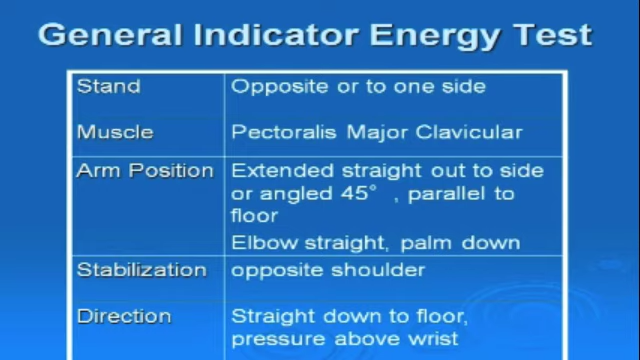 General Indicator Energy Test
Stand Opposite or to one side
Muscle Pectoralis Major Clavicular
Arm Position Extended straight out to side
or angled 45° , parallel to
floor
Elbow straight, palm down
Stabilization opposite shoulder
Direction Straight down to floor,
pressure above wrist